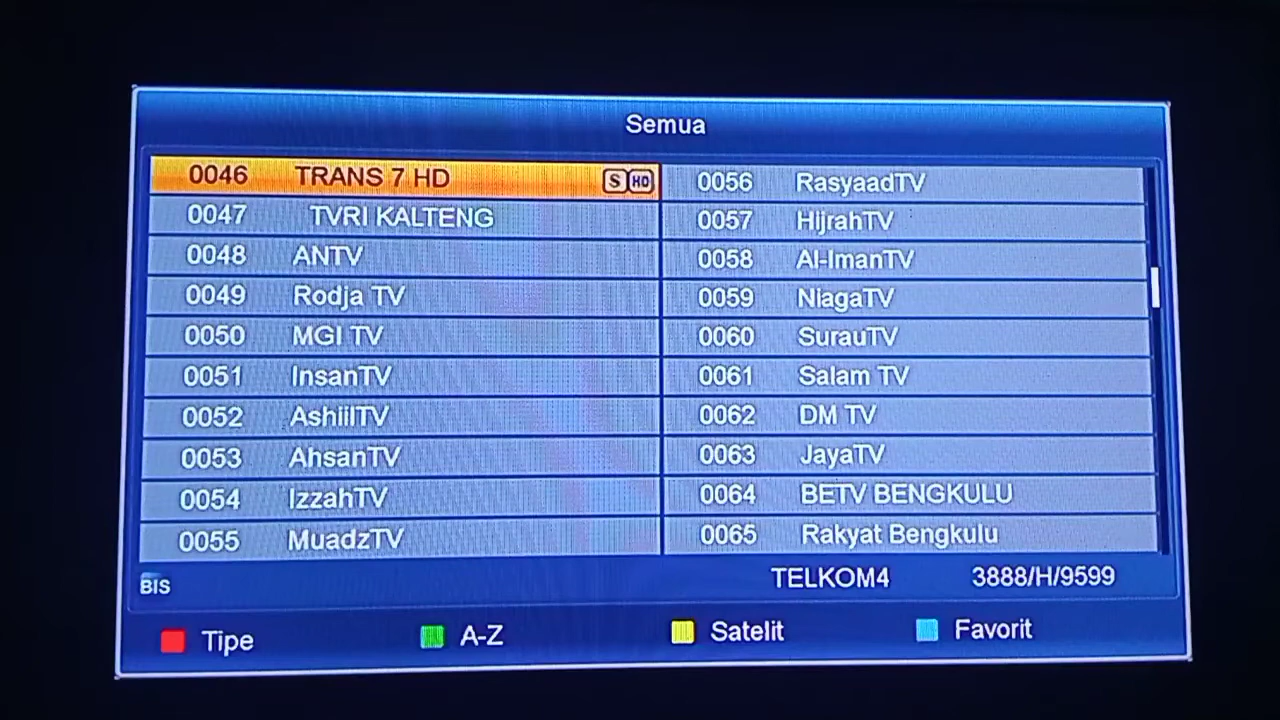 Semua
0046 TRANS 7 HD S HD
0047 TVRI KALTENG
0048 ANTV
0049 Rodja TV
0050 MGI TV
0051 InsanTV
0052 AshiilTV
0053 AhsanTV
0054 IzzahTV
0055 MuadzTV
0056 RasyaadTV
0057 HijrahTV
0058 Al-ImanTV
0059 NiagaTV
0060 SurauTV
0061 Salam TV
0062 DM TV
0063 JayaTV
0064 BETV BENGKULU
0065 Rakyat Bengkulu
BIS TELKOM4 3888/H/9599
Tipe A-Z Satelit Favorit